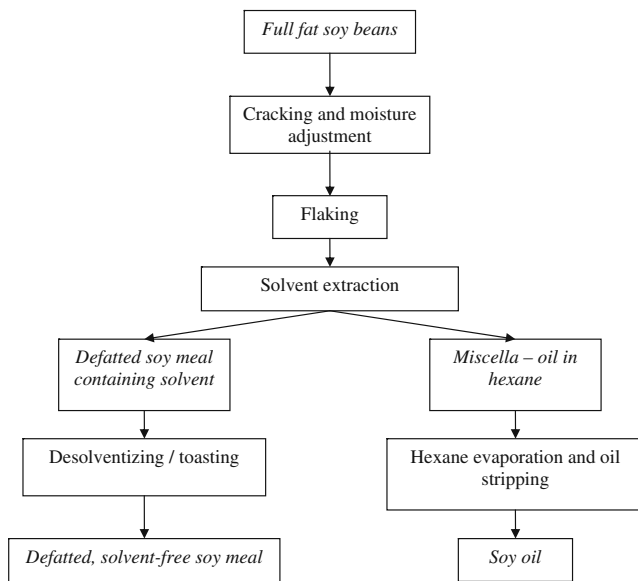 Full fat soy beans
Cracking and moisture
adjustment
Flaking
Solvent extraction
Defatted soy meal
containing solvent
Miscella – oil in
hexane
Desolventizing / toasting
Hexane evaporation and oil
stripping
Defatted, solvent-free soy meal
Soy oil